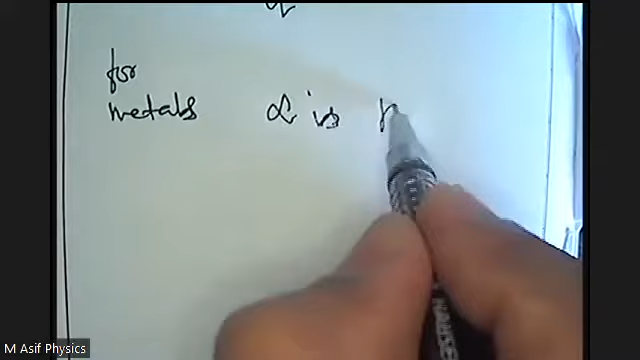 for
metals α is
M Asif Physics